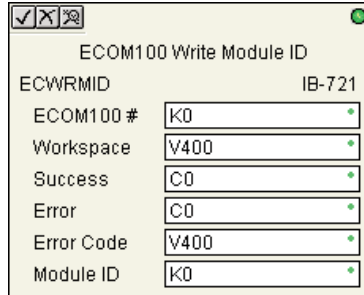 ECOM100 Write Module ID
ECWRMID IB-721
ECOM100 # K0
Workspace V400
Success C0
Error C0
Error Code V400
Module ID K0